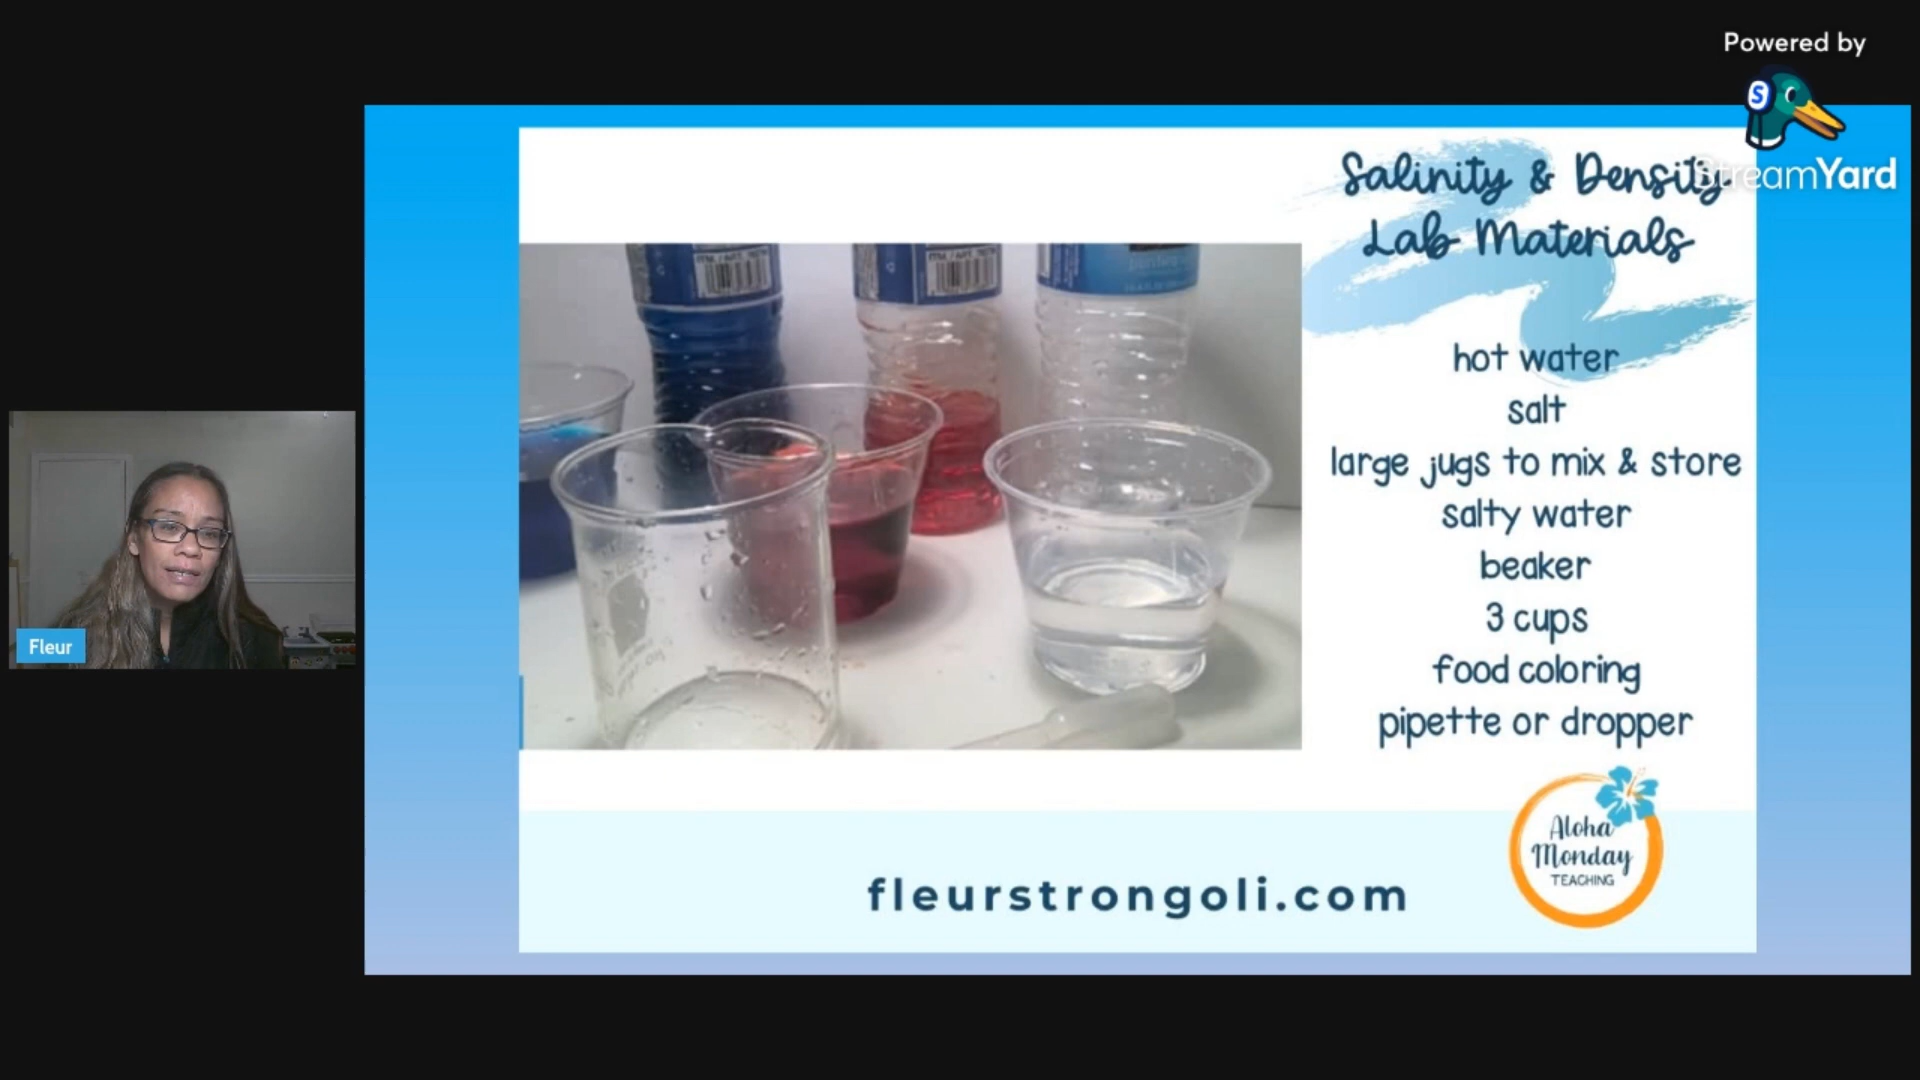 Powered by
StreamYard
Salinity & Density
Lab Materials
hot water
salt
large jugs to mix & store
salty water
beaker
3 cups
food coloring
pipette or dropper
Fleur
Aloha
Monday
TEACHING
fleurstrongoli.com